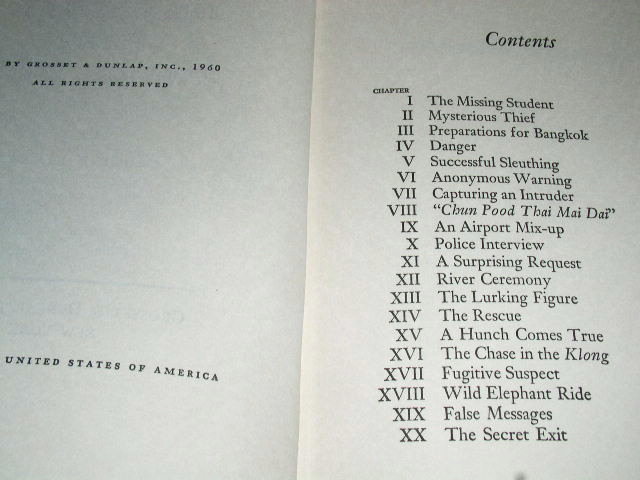 BY GROSSET & DUNLAP, INC., 1960
ALL RIGHTS RESERVED
UNITED STATES OF AMERICA
Contents
CHAPTER
I The Missing Student
II Mysterious Thief
III Preparations for Bangkok
IV Danger
V Successful Sleuthing
VI Anonymous Warning
VII Capturing an Intruder
VIII "Chun Pood Thai Mai Dai"
IX An Airport Mix-up
X Police Interview
XI A Surprising Request
XII River Ceremony
XIII The Lurking Figure
XIV The Rescue
XV A Hunch Comes True
XVI The Chase in the Klong
XVII Fugitive Suspect
XVIII Wild Elephant Ride
XIX False Messages
XX The Secret Exit